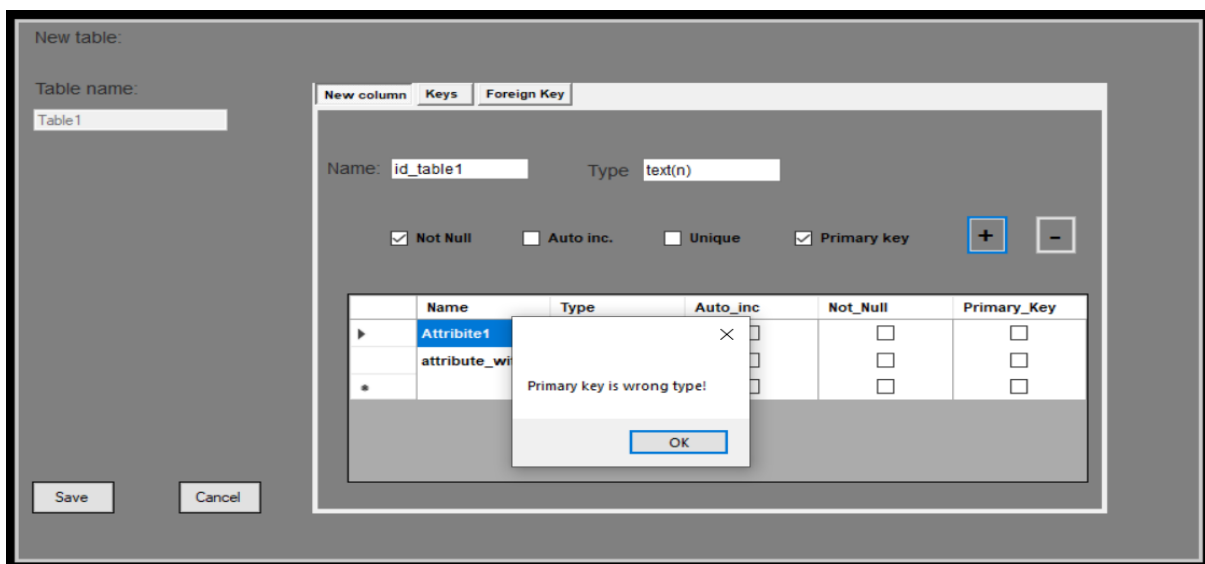 New table:
Table name:
Table1
New column Keys Foreign Key
Name: id_table1 Type text(n)
Not Null Auto inc. Unique Primary key + -
Name Type Auto_inc Not_Null Primary_Key
Attribite1
attribute_wi
Primary key is wrong type!
OK
Save Cancel